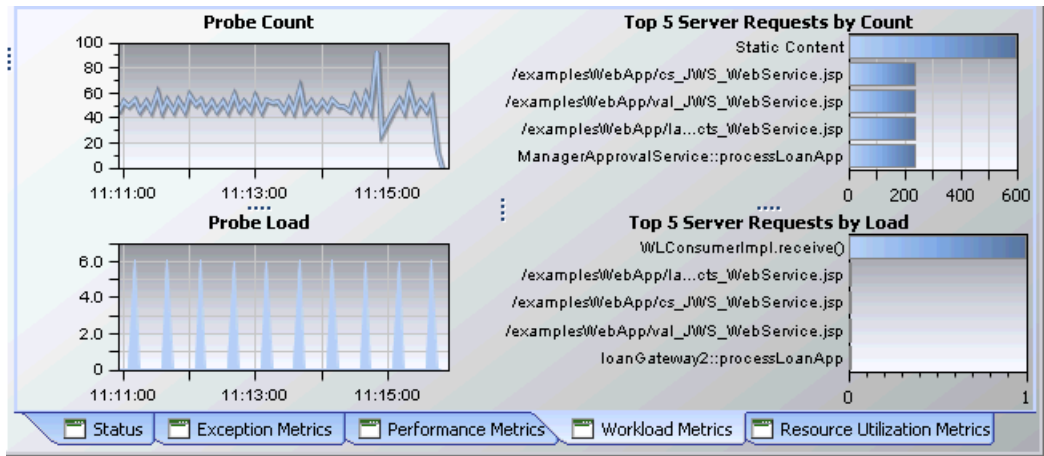 Probe Count
100
80
60
40
20
0
11:11:00 11:13:00 11:15:00
Top 5 Server Requests by Count
Static Content
/examplesWebApp/cs_JWS_WebService.jsp
/examplesWebApp/val_JWS_WebService.jsp
/examplesWebApp/la...cts_WebService.jsp
ManagerApprovalService::processLoanApp
0 200 400 600
Probe Load
6.0
4.0
2.0
0
11:11:00 11:13:00 11:15:00
Top 5 Server Requests by Load
WLConsumerImpl.receive()
/examplesWebApp/la...cts_WebService.jsp
/examplesWebApp/cs_JWS_WebService.jsp
/examplesWebApp/val_JWS_WebService.jsp
loanGateway2::processLoanApp
0 1
Status Exception Metrics Performance Metrics Workload Metrics Resource Utilization Metrics